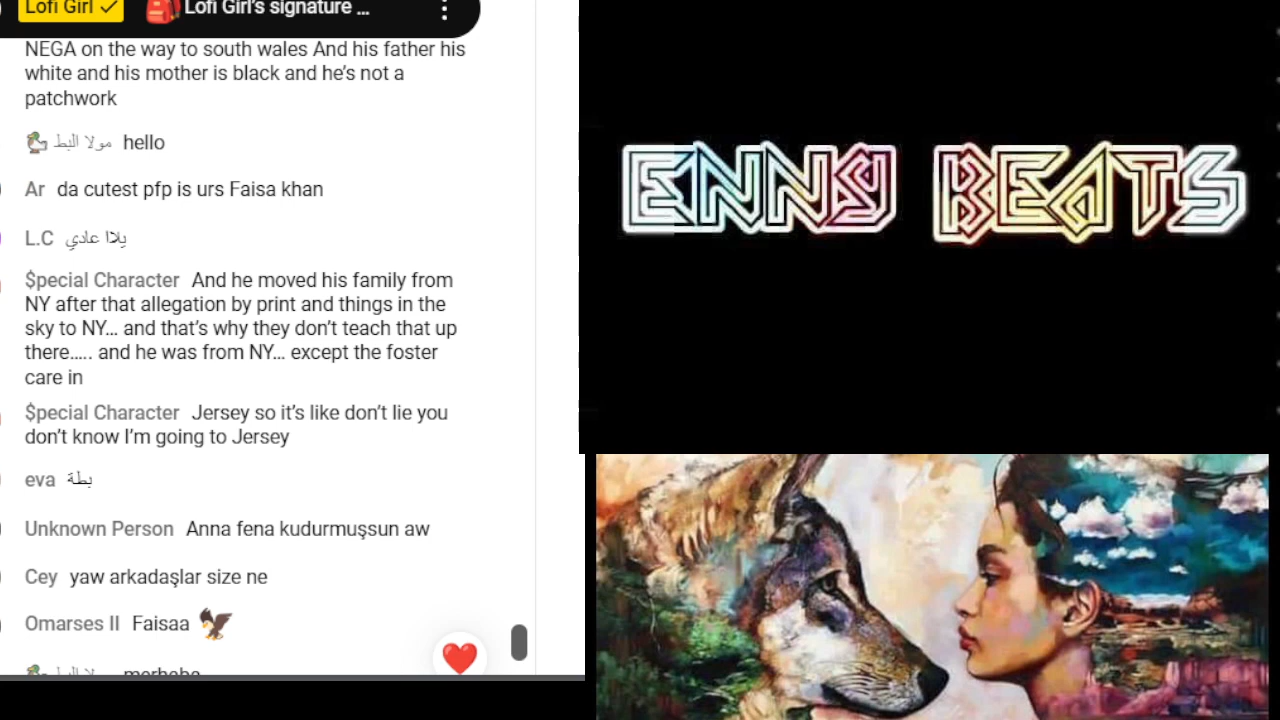 Lofi Girl ✓ 🎒 Lofi Girl's signature ...
NEGA on the way to south wales And his father his
white and his mother is black and he's not a
patchwork
🦆 مولا البط hello
Ar da cutest pfp is urs Faisa khan
L.C يلاا عادي
$pecial Character And he moved his family from
NY after that allegation by print and things in the
sky to NY… and that's why they don't teach that up
there….. and he was from NY… except the foster
care in
$pecial Character Jersey so it's like don't lie you
don't know I'm going to Jersey
eva بطة
Unknown Person Anna fena kudurmuşsun aw
Cey yaw arkadaşlar size ne
Omarses II Faisaa 🦅
🦆 مولا البط merhaba
ENNY BEATS